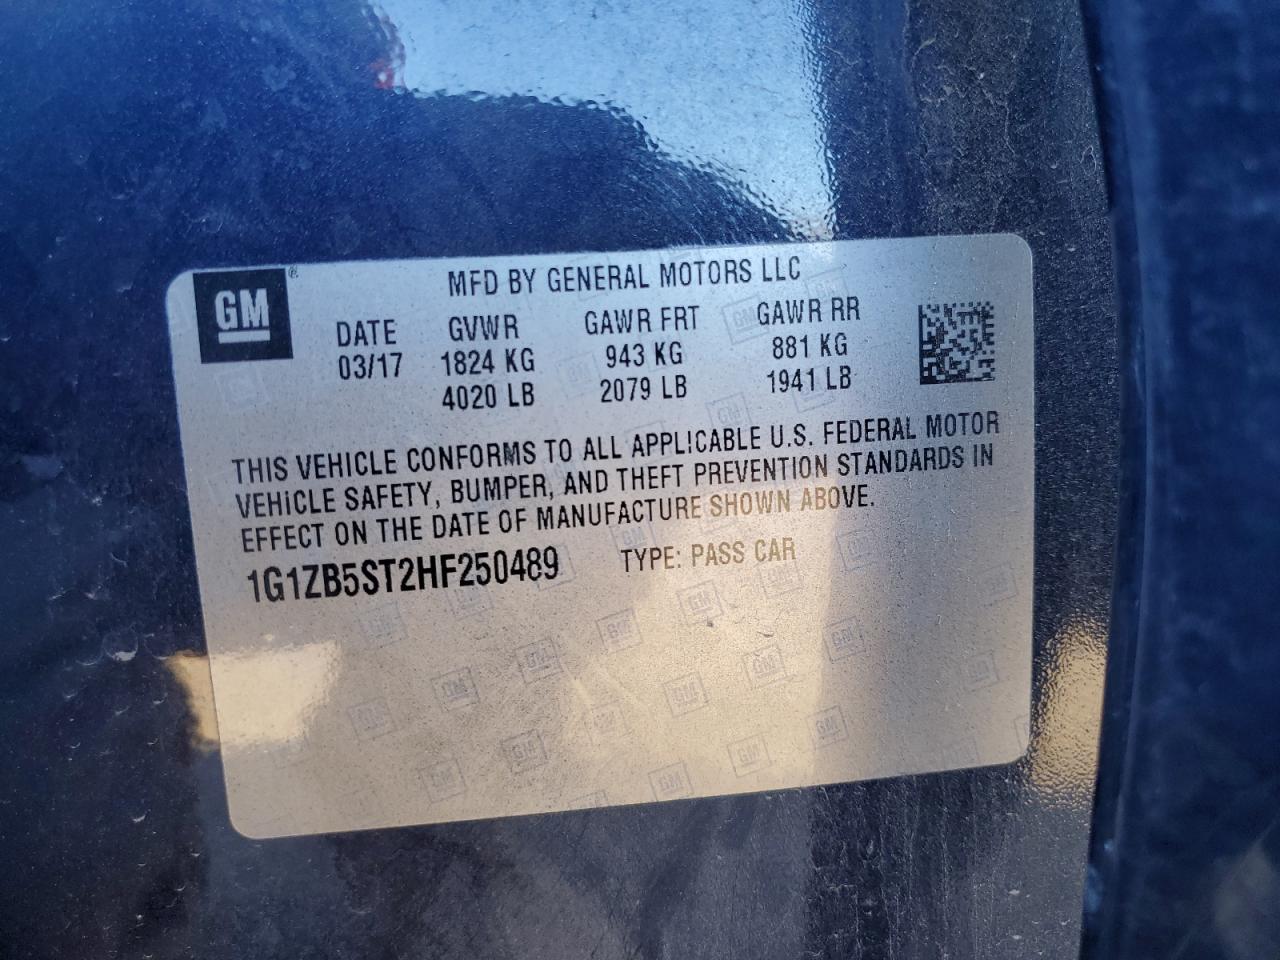 GM®
MFD BY GENERAL MOTORS LLC
DATE GVWR GAWR FRT GAWR RR
03/17 1824 KG 943 KG 881 KG
4020 LB 2079 LB 1941 LB
THIS VEHICLE CONFORMS TO ALL APPLICABLE U.S. FEDERAL MOTOR
VEHICLE SAFETY, BUMPER, AND THEFT PREVENTION STANDARDS IN
EFFECT ON THE DATE OF MANUFACTURE SHOWN ABOVE.
1G1ZB5ST2HF250489 TYPE: PASS CAR